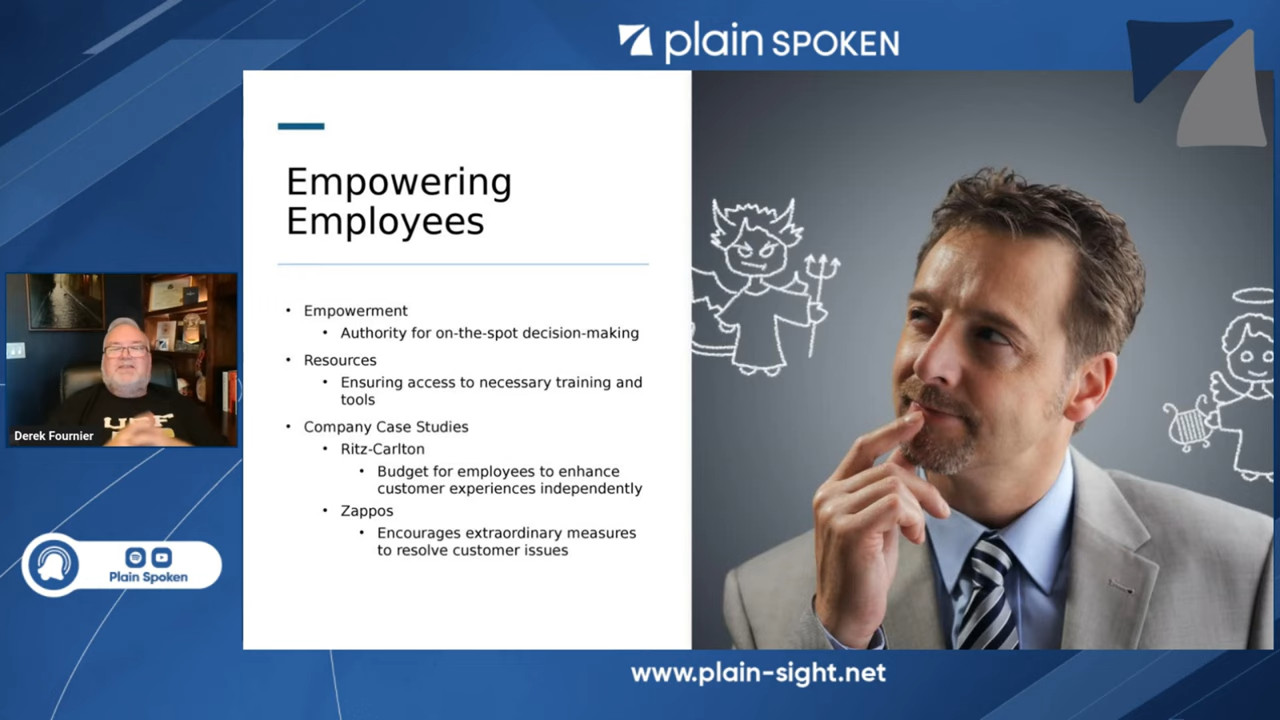 plain SPOKEN
Empowering
Employees
• Empowerment
• Authority for on-the-spot decision-making
• Resources
• Ensuring access to necessary training and
tools
• Company Case Studies
• Ritz-Carlton
• Budget for employees to enhance
customer experiences independently
• Zappos
• Encourages extraordinary measures
to resolve customer issues
Derek Fournier
Plain Spoken
www.plain-sight.net